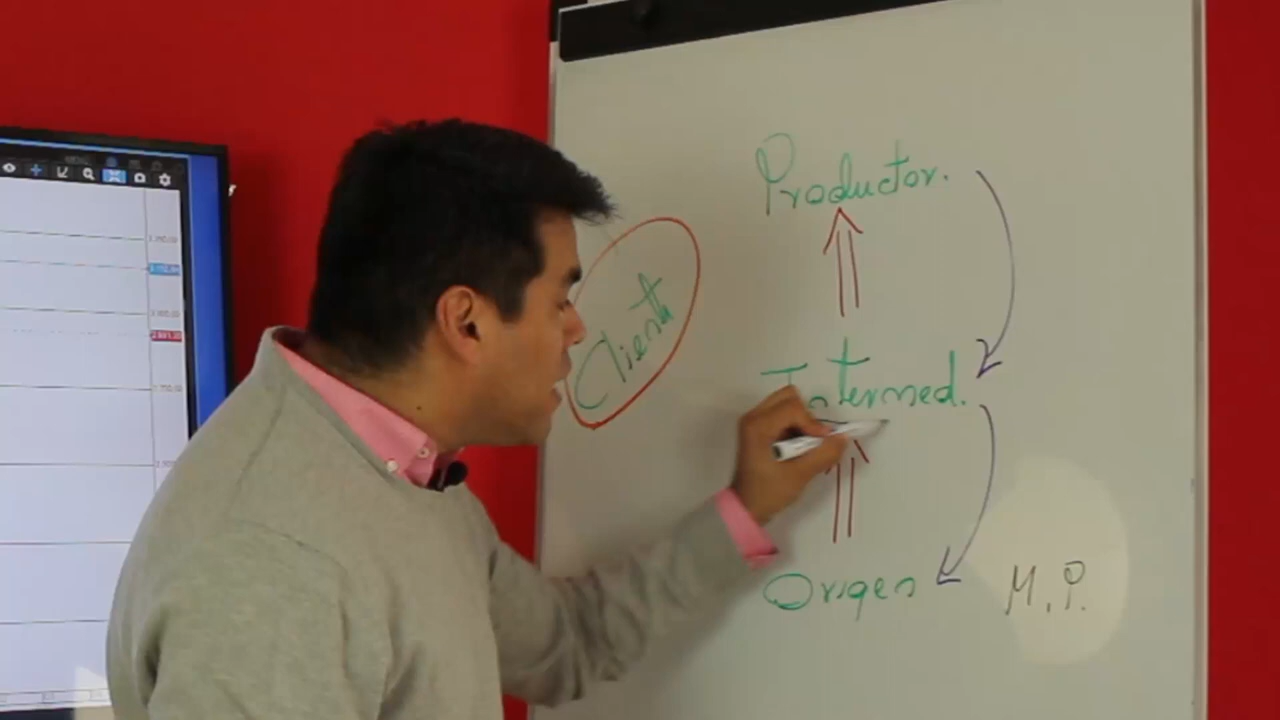 Productor.
Cliente
Intermed.
Origen
M.P.